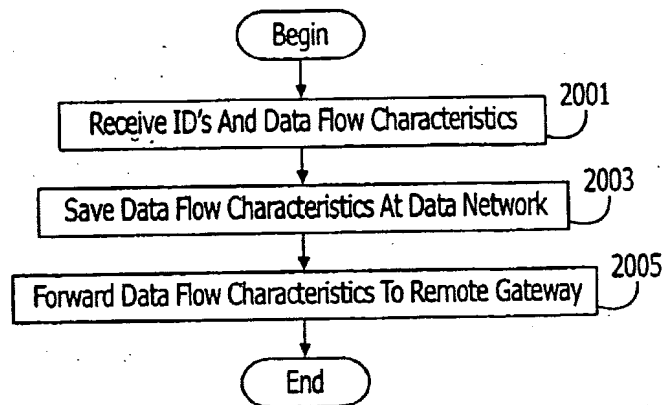 Begin
2001
Receive ID's And Data Flow Characteristics
2003
Save Data Flow Characteristics At Data Network
2005
Forward Data Flow Characteristics To Remote Gateway
End